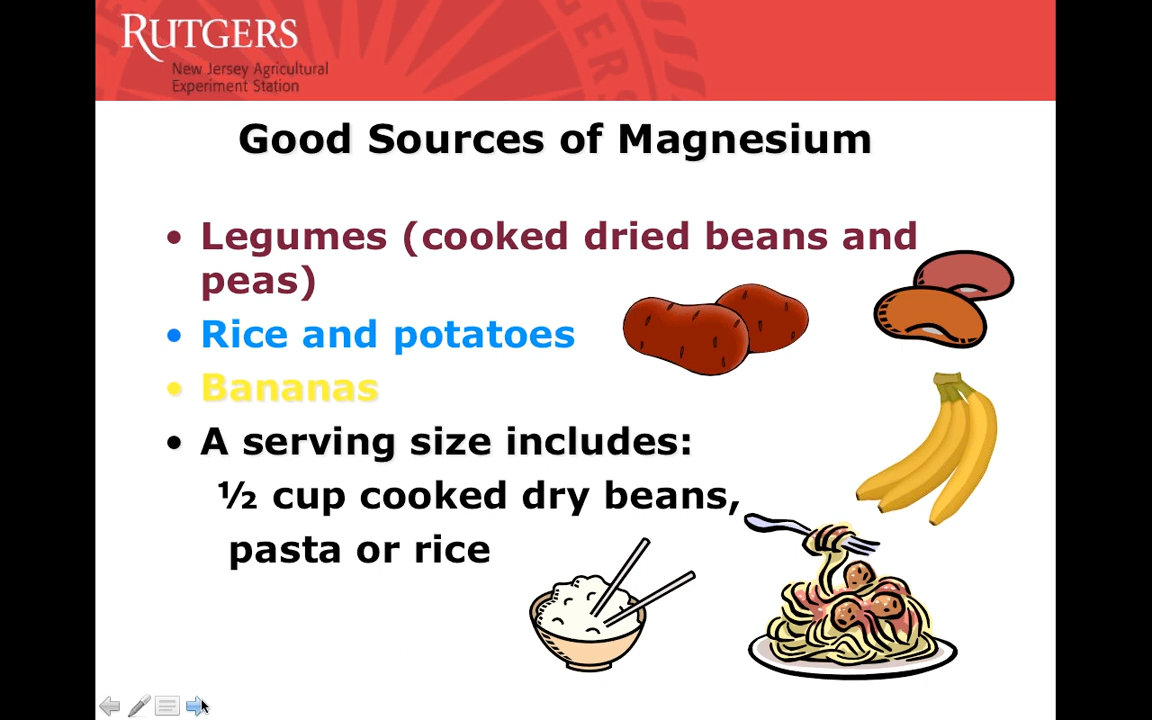 RUTGERS
New Jersey Agricultural
Experiment Station
Good Sources of Magnesium
• Legumes (cooked dried beans and
peas)
• Rice and potatoes
• Bananas
• A serving size includes:
½ cup cooked dry beans,
pasta or rice